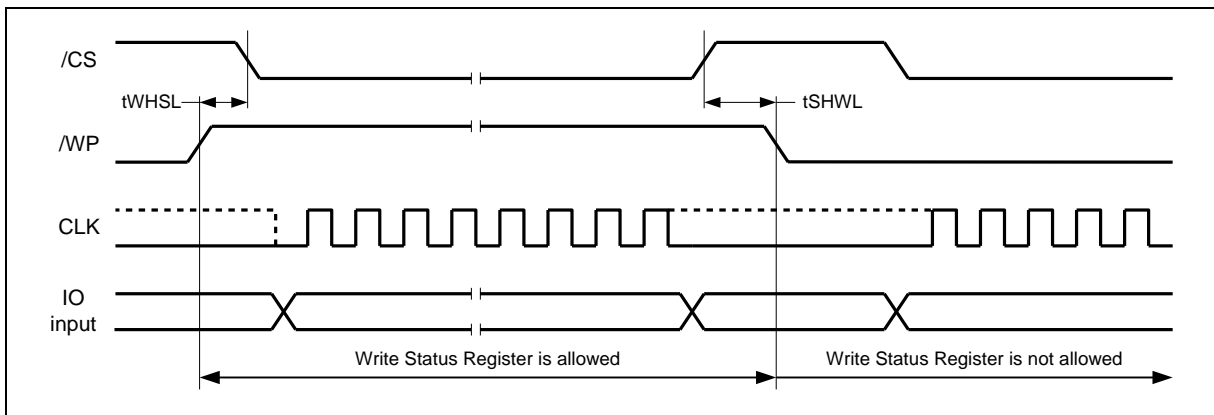 /CS
tWHSL
tSHWL
/WP
CLK
IO
input
Write Status Register is allowed
Write Status Register is not allowed